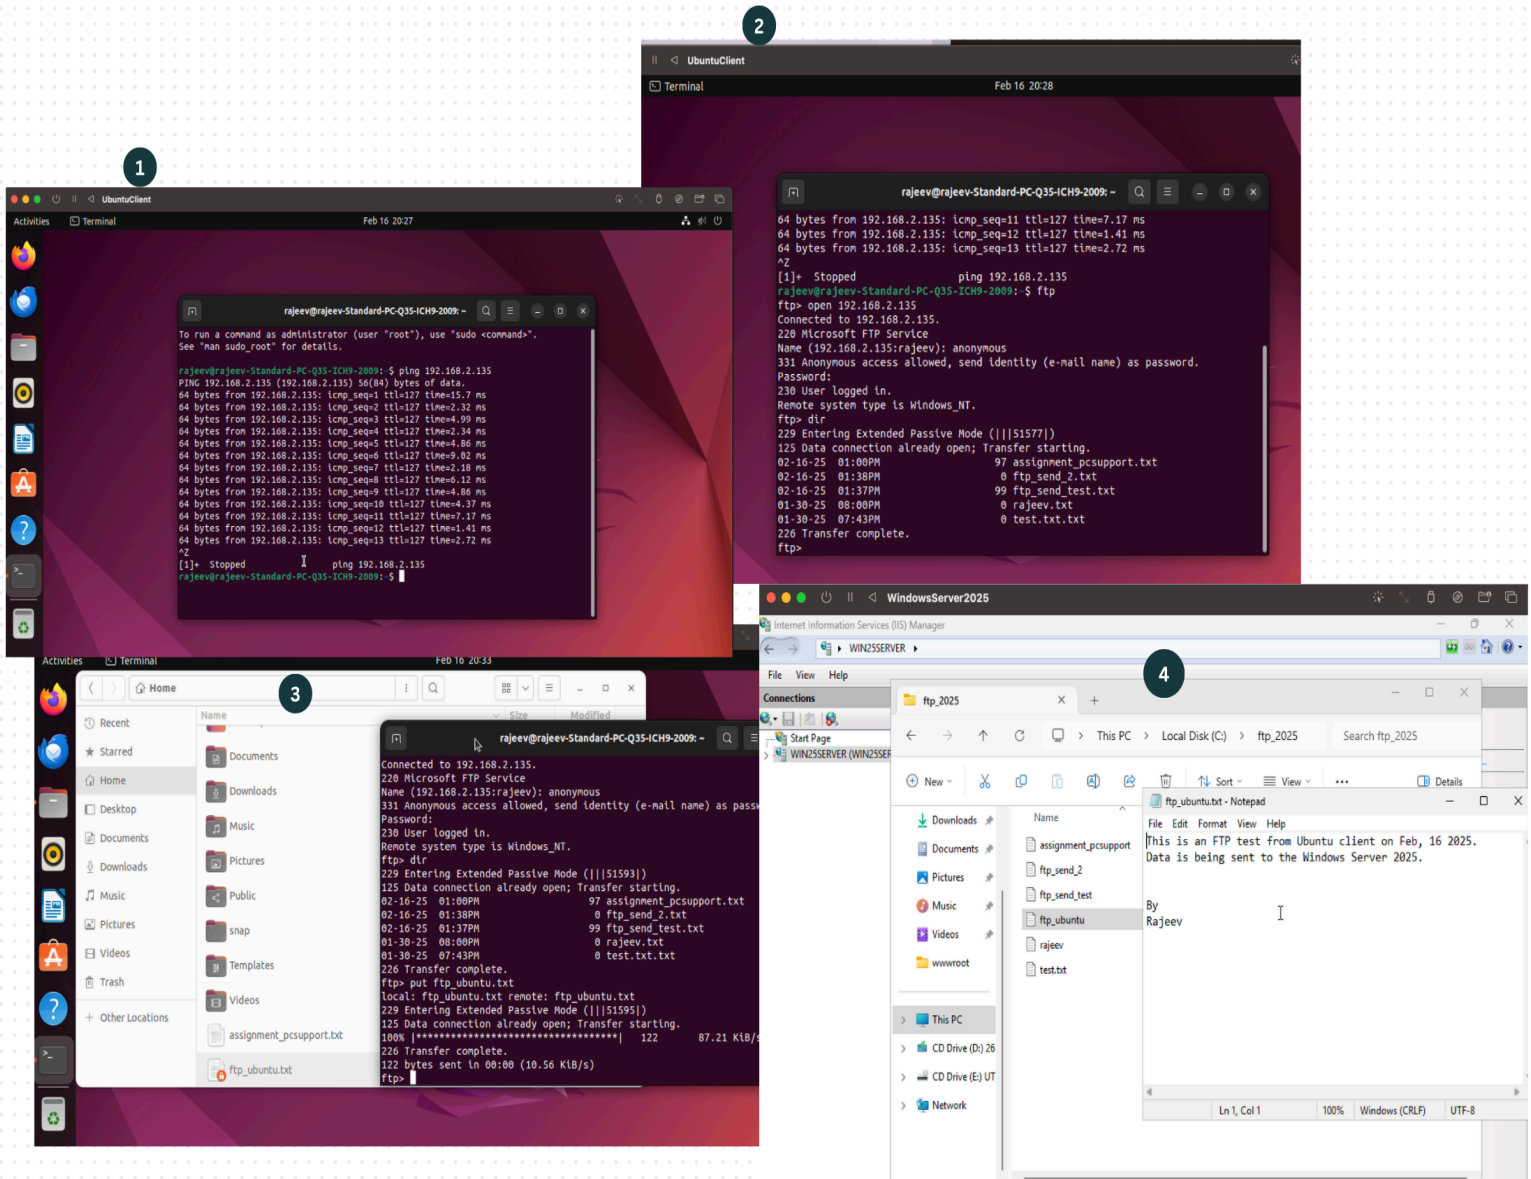 1
UbuntuClient
Activities Terminal Feb 16 20:27
rajeev@rajeev-Standard-PC-Q35-ICH9-2009: ~
To run a command as administrator (user "root"), use "sudo <command>".
See "man sudo_root" for details.
rajeev@rajeev-Standard-PC-Q35-ICH9-2009:~$ ping 192.168.2.135
PING 192.168.2.135 (192.168.2.135) 56(84) bytes of data.
64 bytes from 192.168.2.135: icmp_seq=1 ttl=127 time=15.7 ms
64 bytes from 192.168.2.135: icmp_seq=2 ttl=127 time=2.32 ms
64 bytes from 192.168.2.135: icmp_seq=3 ttl=127 time=4.99 ms
64 bytes from 192.168.2.135: icmp_seq=4 ttl=127 time=2.34 ms
64 bytes from 192.168.2.135: icmp_seq=5 ttl=127 time=4.86 ms
64 bytes from 192.168.2.135: icmp_seq=6 ttl=127 time=9.02 ms
64 bytes from 192.168.2.135: icmp_seq=7 ttl=127 time=2.18 ms
64 bytes from 192.168.2.135: icmp_seq=8 ttl=127 time=6.12 ms
64 bytes from 192.168.2.135: icmp_seq=9 ttl=127 time=4.86 ms
64 bytes from 192.168.2.135: icmp_seq=10 ttl=127 time=4.37 ms
64 bytes from 192.168.2.135: icmp_seq=11 ttl=127 time=7.17 ms
64 bytes from 192.168.2.135: icmp_seq=12 ttl=127 time=1.41 ms
64 bytes from 192.168.2.135: icmp_seq=13 ttl=127 time=2.72 ms
^Z
[1]+ Stopped ping 192.168.2.135
rajeev@rajeev-Standard-PC-Q35-ICH9-2009:~$
2
UbuntuClient
Terminal Feb 16 20:28
rajeev@rajeev-Standard-PC-Q35-ICH9-2009: ~
64 bytes from 192.168.2.135: icmp_seq=11 ttl=127 time=7.17 ms
64 bytes from 192.168.2.135: icmp_seq=12 ttl=127 time=1.41 ms
64 bytes from 192.168.2.135: icmp_seq=13 ttl=127 time=2.72 ms
^Z
[1]+ Stopped ping 192.168.2.135
rajeev@rajeev-Standard-PC-Q35-ICH9-2009:~$ ftp
ftp> open 192.168.2.135
Connected to 192.168.2.135.
220 Microsoft FTP Service
Name (192.168.2.135:rajeev): anonymous
331 Anonymous access allowed, send identity (e-mail name) as password.
Password:
230 User logged in.
Remote system type is Windows_NT.
ftp> dir
229 Entering Extended Passive Mode (|||51577|)
125 Data connection already open; Transfer starting.
02-16-25 01:00PM 97 assignment_pcsupport.txt
02-16-25 01:38PM 0 ftp_send_2.txt
02-16-25 01:37PM 99 ftp_send_test.txt
01-30-25 08:00PM 0 rajeev.txt
01-30-25 07:43PM 0 test.txt.txt
226 Transfer complete.
ftp>
Activities Terminal Feb 16 20:33
Home
3
Recent
Starred
Home
Desktop
Documents
Downloads
Music
Pictures
Videos
Trash
+ Other Locations
Name Size Modified
Documents
Downloads
Music
Pictures
Public
snap
Templates
Videos
assignment_pcsupport.txt
ftp_ubuntu.txt
rajeev@rajeev-Standard-PC-Q35-ICH9-2009: ~
Connected to 192.168.2.135.
220 Microsoft FTP Service
Name (192.168.2.135:rajeev): anonymous
331 Anonymous access allowed, send identity (e-mail name) as passw
Password:
230 User logged in.
Remote system type is Windows_NT.
ftp> dir
229 Entering Extended Passive Mode (|||51593|)
125 Data connection already open; Transfer starting.
02-16-25 01:00PM 97 assignment_pcsupport.txt
02-16-25 01:38PM 0 ftp_send_2.txt
02-16-25 01:37PM 99 ftp_send_test.txt
01-30-25 08:00PM 0 rajeev.txt
01-30-25 07:43PM 0 test.txt.txt
226 Transfer complete.
ftp> put ftp_ubuntu.txt
local: ftp_ubuntu.txt remote: ftp_ubuntu.txt
229 Entering Extended Passive Mode (|||51595|)
125 Data connection already open; Transfer starting.
100% |***********************************| 122 87.21 KiB/s
226 Transfer complete.
122 bytes sent in 00:00 (10.56 KiB/s)
ftp>
WindowsServer2025
Internet Information Services (IIS) Manager
WIN25SERVER
File View Help
4
Connections
Start Page
WIN25SERVER (WIN25SER
ftp_2025
This PC > Local Disk (C:) > ftp_2025
Search ftp_2025
New Sort View ... Details
Downloads
Documents
Pictures
Music
Videos
wwwroot
This PC
CD Drive (D:) 26
CD Drive (E:) UT
Network
Name
assignment_pcsupport
ftp_send_2
ftp_send_test
ftp_ubuntu
rajeev
test.txt
ftp_ubuntu.txt - Notepad
File Edit Format View Help
This is an FTP test from Ubuntu client on Feb, 16 2025.
Data is being sent to the Windows Server 2025.
By
Rajeev
Ln 1, Col 1 100% Windows (CRLF) UTF-8